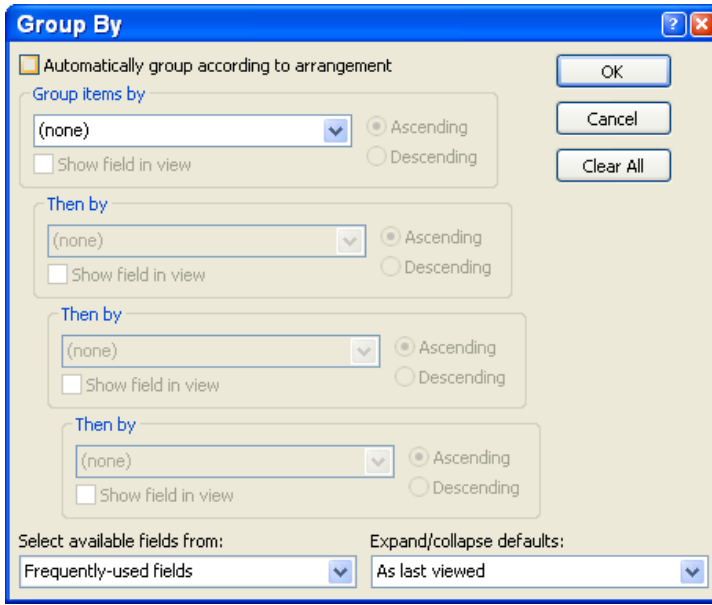 Group By
Automatically group according to arrangement
OK
Group items by
(none)
Ascending
Cancel
Show field in view
Descending
Clear All
Then by
(none)
Ascending
Show field in view
Descending
Then by
(none)
Ascending
Show field in view
Descending
Then by
(none)
Ascending
Show field in view
Descending
Select available fields from:
Expand/collapse defaults:
Frequently-used fields
As last viewed